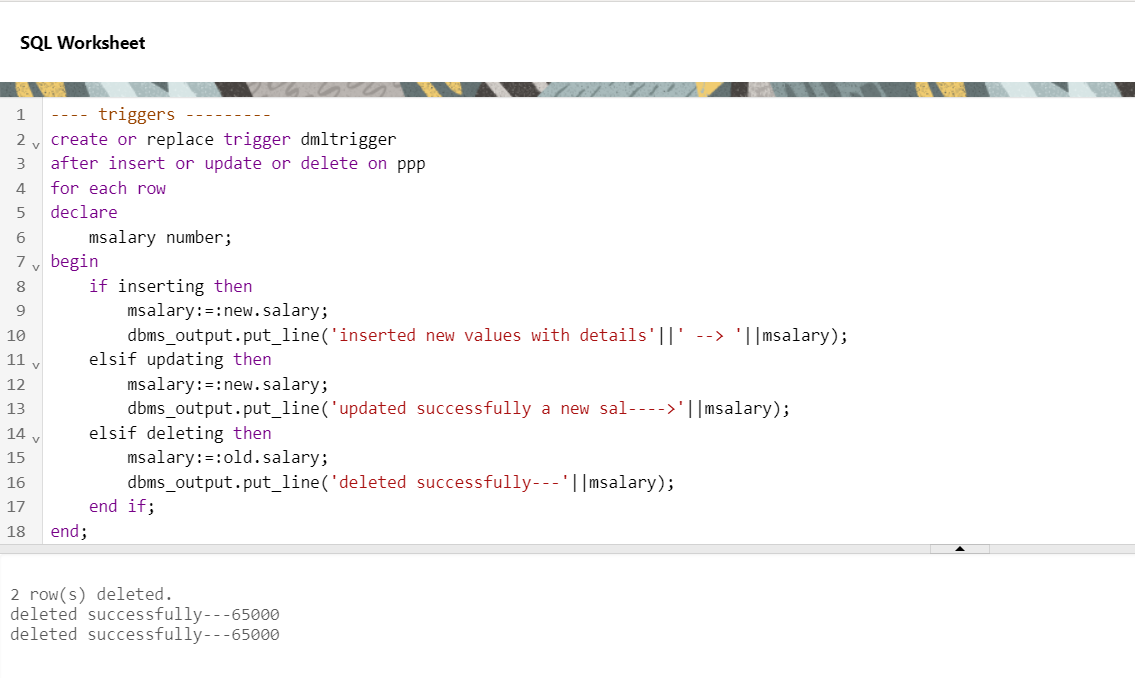 SQL Worksheet
1 ---- triggers ---------
2 create or replace trigger dmltrigger
3 after insert or update or delete on ppp
4 for each row
5 declare
6     msalary number;
7 begin
8     if inserting then
9         msalary:=:new.salary;
10         dbms_output.put_line('inserted new values with details'||' --> '||msalary);
11     elsif updating then
12         msalary:=:new.salary;
13         dbms_output.put_line('updated successfully a new sal---->'||msalary);
14     elsif deleting then
15         msalary:=:old.salary;
16         dbms_output.put_line('deleted successfully---'||msalary);
17     end if;
18 end;
2 row(s) deleted.
deleted successfully---65000
deleted successfully---65000